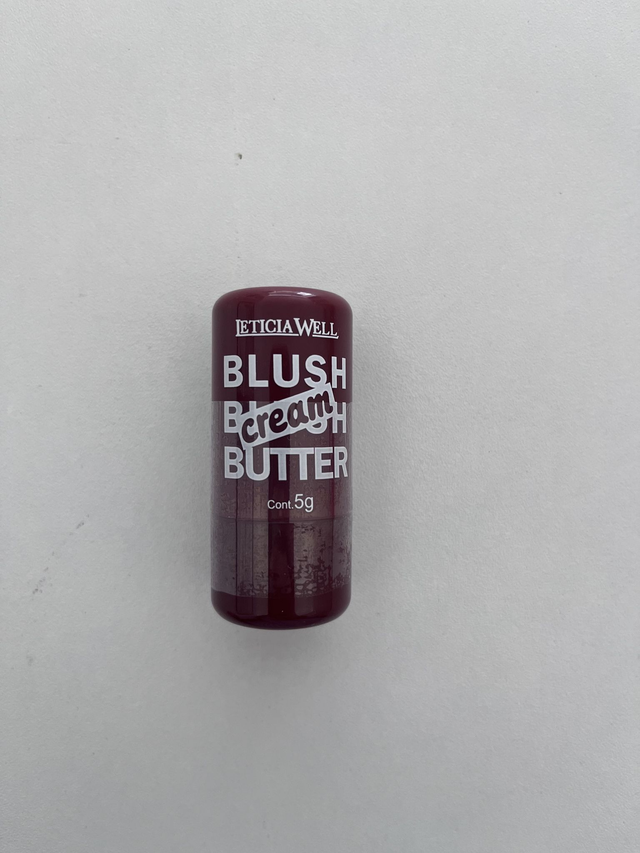 LETICIA WELL
BLUSH
BLUSH
cream
BUTTER
Cont.5g